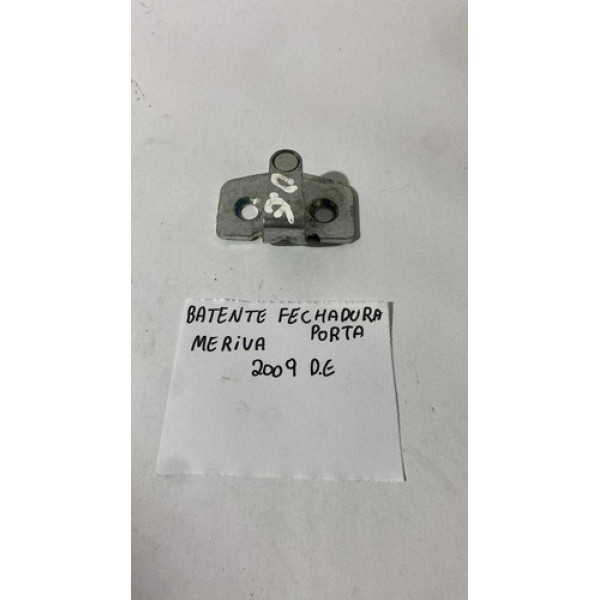 BATENTE FECHADURA
PORTA
MERIVA
2009 D.E